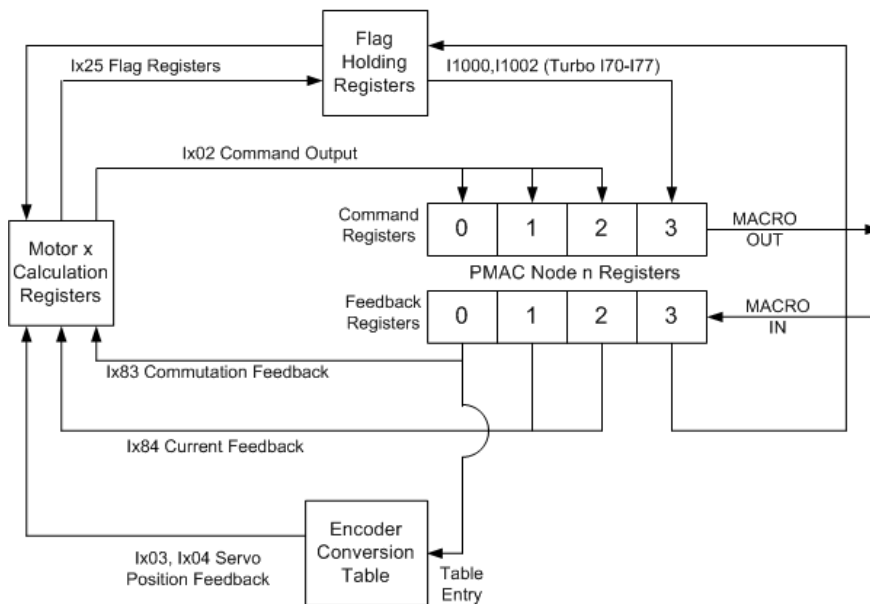 Flag
Holding
Registers
Ix25 Flag Registers
I1000,I1002 (Turbo I70-I77)
Ix02 Command Output
Command
Registers
0 1 2 3
MACRO
OUT
Motor x
Calculation
Registers
PMAC Node n Registers
Feedback
Registers
0 1 2 3
MACRO
IN
Ix83 Commutation Feedback
Ix84 Current Feedback
Encoder
Conversion
Table
Ix03, Ix04 Servo
Position Feedback
Table
Entry